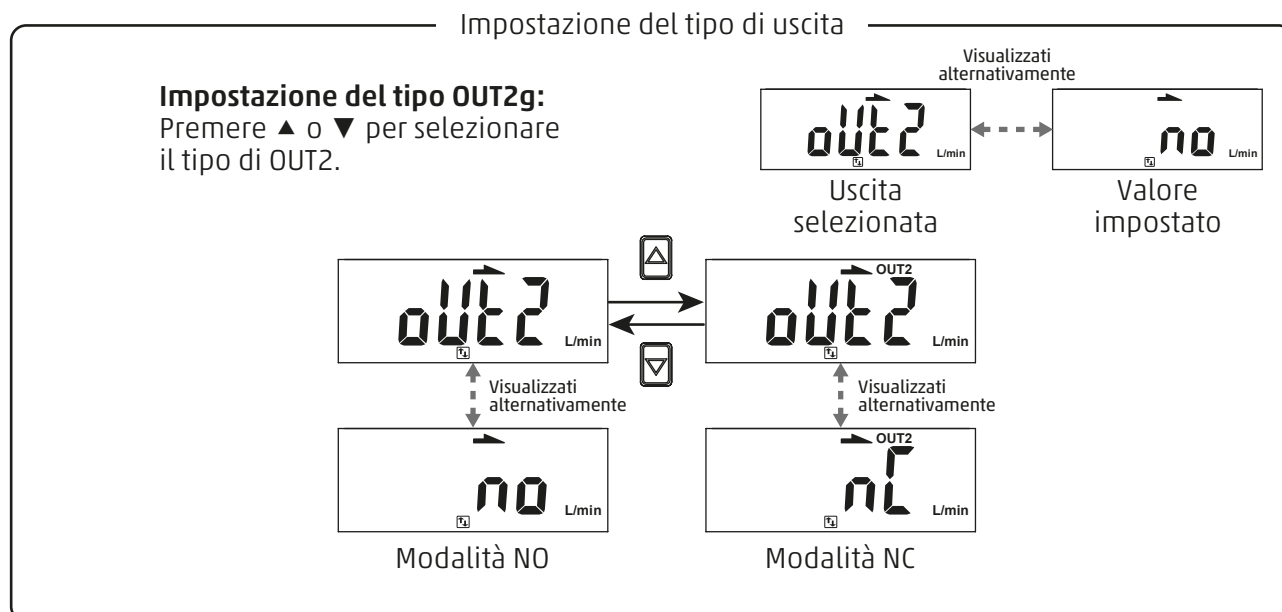 Impostazione del tipo di uscita
Impostazione del tipo OUT2g:
Premere ▲ o ▼ per selezionare
il tipo di OUT2.
Visualizzati
alternativamente
oUt2 L/min
no L/min
Uscita
selezionata
Valore
impostato
oUt2 L/min
OUT2
oUt2 L/min
Visualizzati
alternativamente
Visualizzati
alternativamente
no L/min
OUT2
nC L/min
Modalità NO
Modalità NC